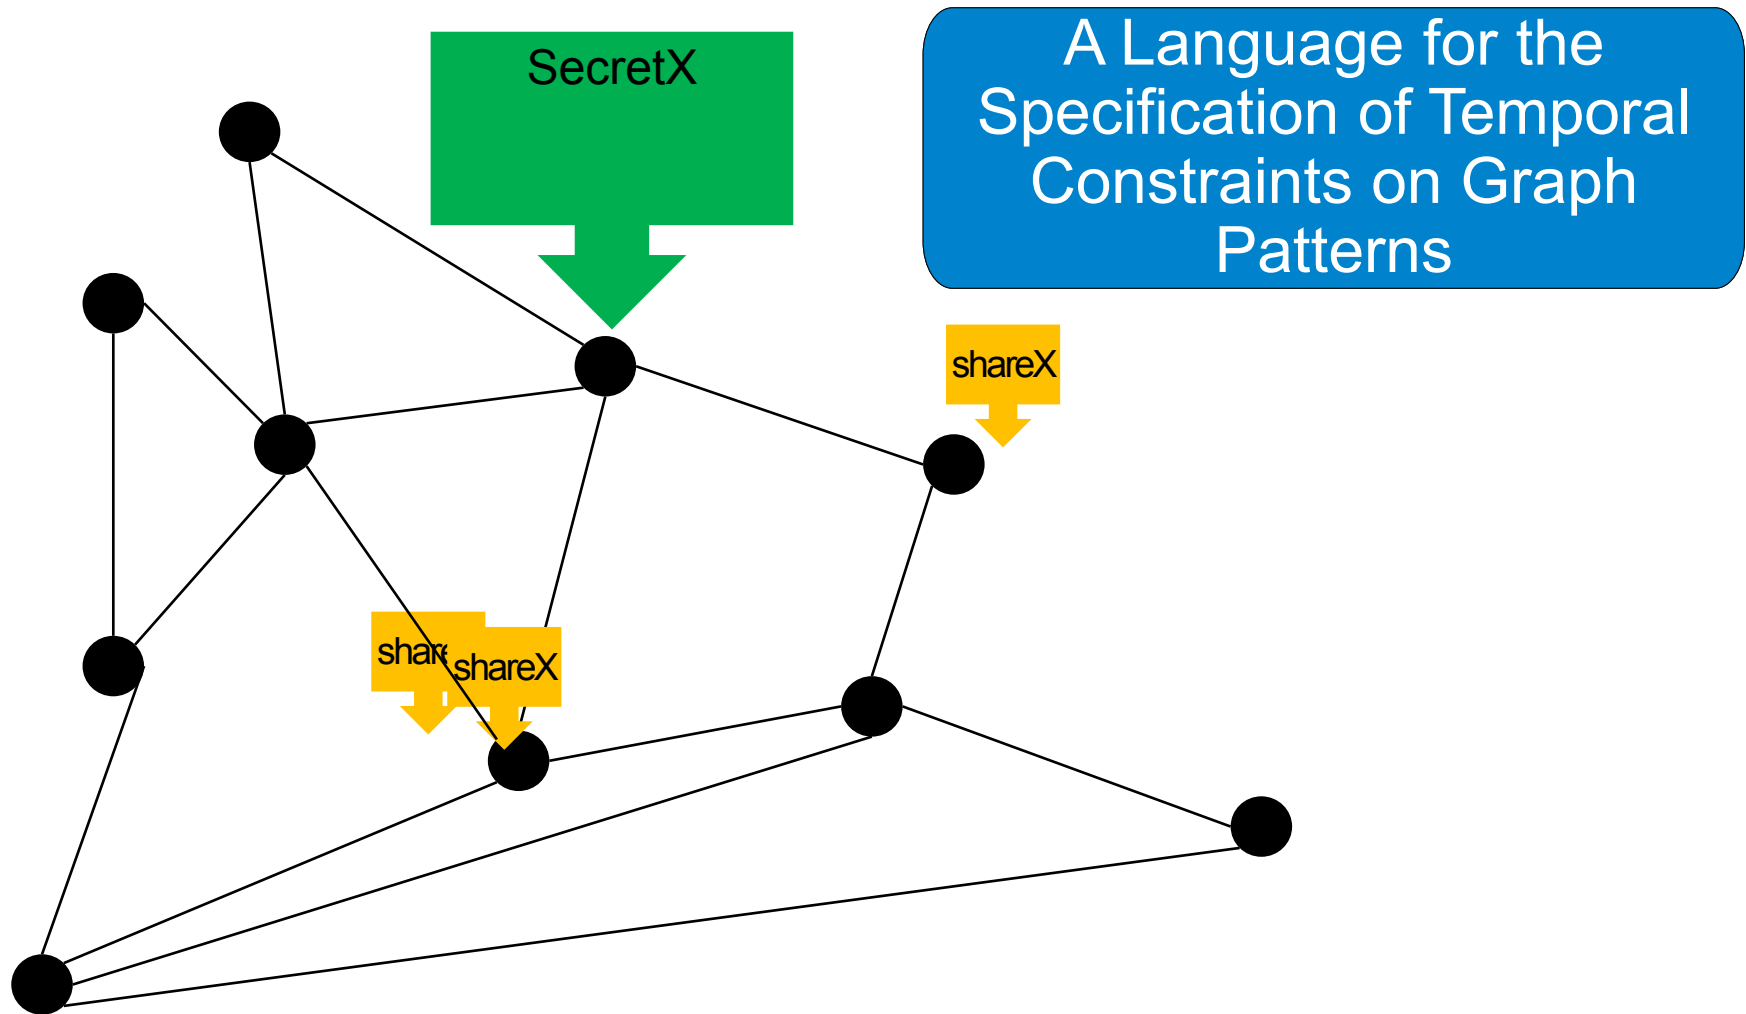 SecretX
A Language for the
Specification of Temporal
Constraints on Graph
Patterns
shareX
shareX